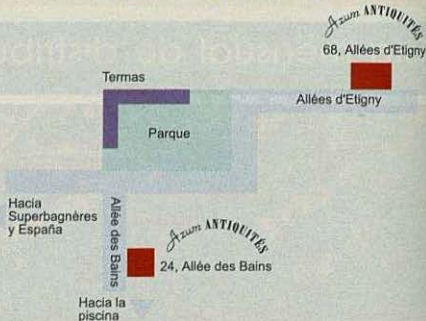 Azum ANTIQUITÉS
68, Allées d'Etigny
Termas
Allées d'Etigny
Parque
Hacia
Superbagnères
y España
Allée des Bains
Azum ANTIQUITÉS
24, Allée des Bains
Hacia la
piscina